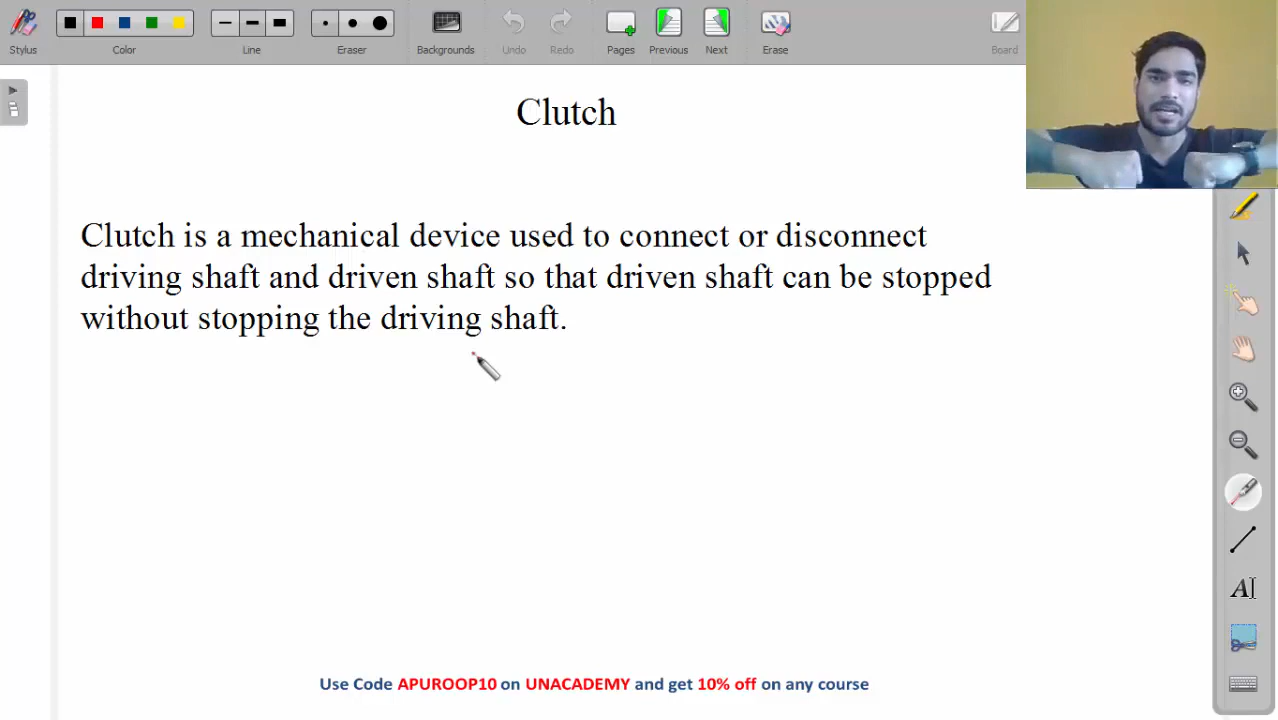 Stylus
Color
Line
Eraser
Backgrounds
Undo
Redo
Pages
Previous
Next
Erase
Board
Clutch
Clutch is a mechanical device used to connect or disconnect
driving shaft and driven shaft so that driven shaft can be stopped
without stopping the driving shaft.
Use Code APUROOP10 on UNACADEMY and get 10% off on any course